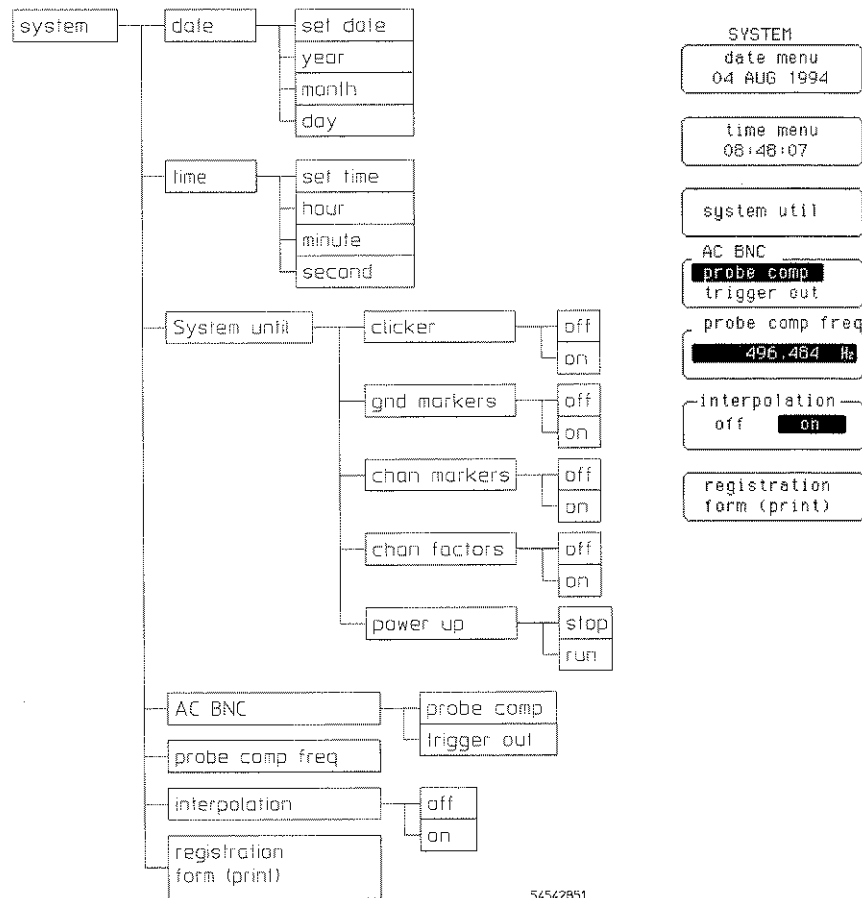 system
date
set date
year
month
day
time
set time
hour
minute
second
System until
clicker
off
on
gnd markers
off
on
chan markers
off
on
chan factors
off
on
power up
stop
run
AC BNC
probe comp
trigger out
probe comp freq
interpolation
off
on
registration
form (print)
54542B51
SYSTEM
date menu
04 AUG 1994
time menu
08:48:07
system util
AC BNC
probe comp
trigger out
probe comp freq
496.484 Hz
interpolation
off on
registration
form (print)